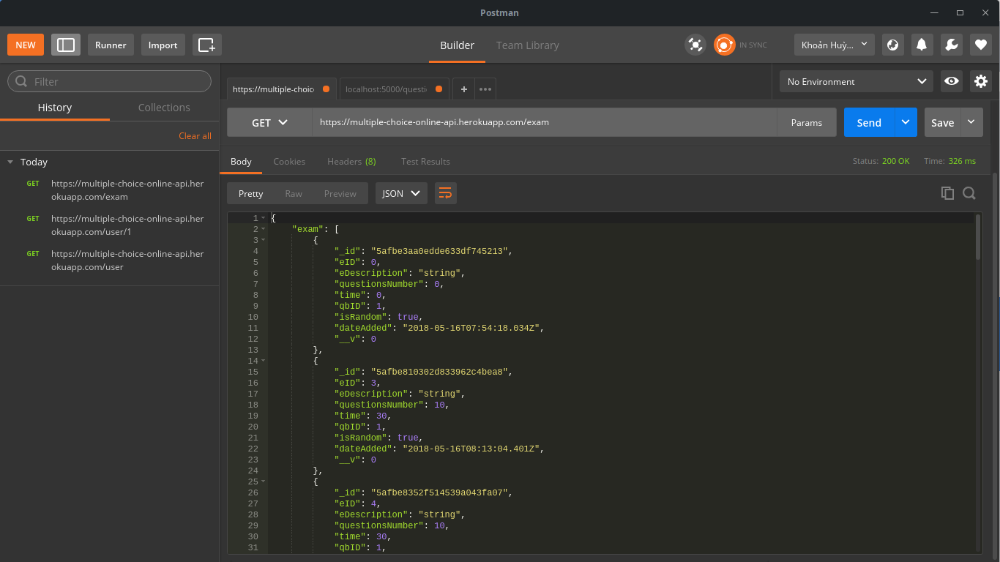 Postman
NEW
Runner
Import
Builder
Team Library
IN SYNC
Khoản Huỳ...
Filter
History
Collections
Clear all
Today
GET https://multiple-choice-online-api.her
okuapp.com/exam
GET https://multiple-choice-online-api.her
okuapp.com/user/1
GET https://multiple-choice-online-api.her
okuapp.com/user
https://multiple-choic
localhost:5000/questi
No Environment
GET
https://multiple-choice-online-api.herokuapp.com/exam
Params
Send
Save
Body
Cookies
Headers (8)
Test Results
Status: 200 OK
Time: 326 ms
Pretty
Raw
Preview
JSON
1 {
2 "exam": [
3 {
4 "_id": "5afbe3aa0edde633df745213",
5 "eID": 0,
6 "eDescription": "string",
7 "questionsNumber": 0,
8 "time": 0,
9 "qbID": 1,
10 "isRandom": true,
11 "dateAdded": "2018-05-16T07:54:18.034Z",
12 "__v": 0
13 },
14 {
15 "_id": "5afbe810302d833962c4bea8",
16 "eID": 3,
17 "eDescription": "string",
18 "questionsNumber": 10,
19 "time": 30,
20 "qbID": 1,
21 "isRandom": true,
22 "dateAdded": "2018-05-16T08:13:04.401Z",
23 "__v": 0
24 },
25 {
26 "_id": "5afbe8352f514539a043fa07",
27 "eID": 4,
28 "eDescription": "string",
29 "questionsNumber": 10,
30 "time": 30,
31 "qbID": 1,